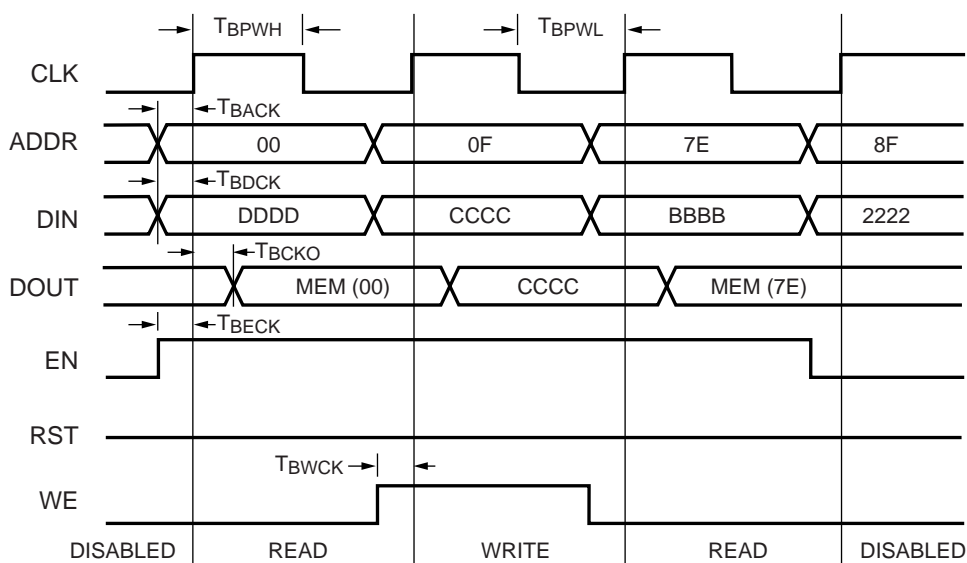 TBPWH TBPWL
CLK
TBACK
ADDR 00 0F 7E 8F
TBDCK
DIN DDDD CCCC BBBB 2222
TBCKO
DOUT MEM (00) CCCC MEM (7E)
TBECK
EN
RST
TBWCK
WE
DISABLED READ WRITE READ DISABLED